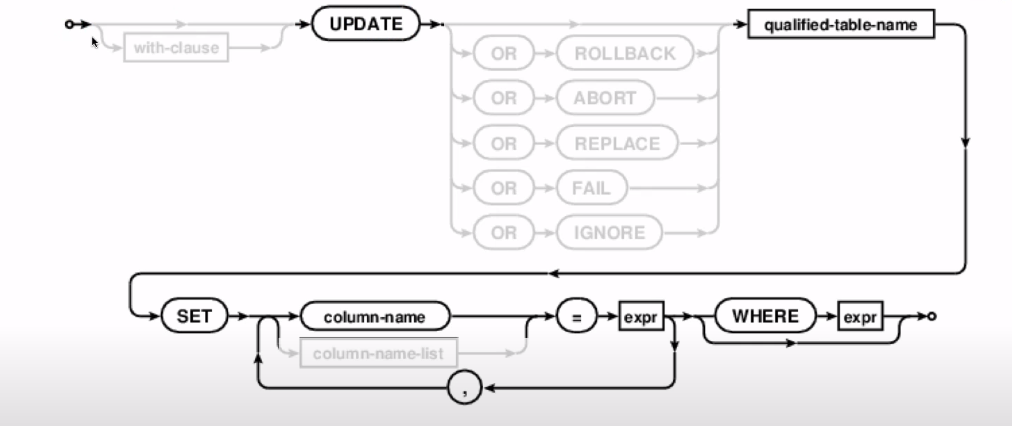 UPDATE qualified-table-name
with-clause
OR ROLLBACK
OR ABORT
OR REPLACE
OR FAIL
OR IGNORE
SET column-name = expr WHERE expr
column-name-list
,